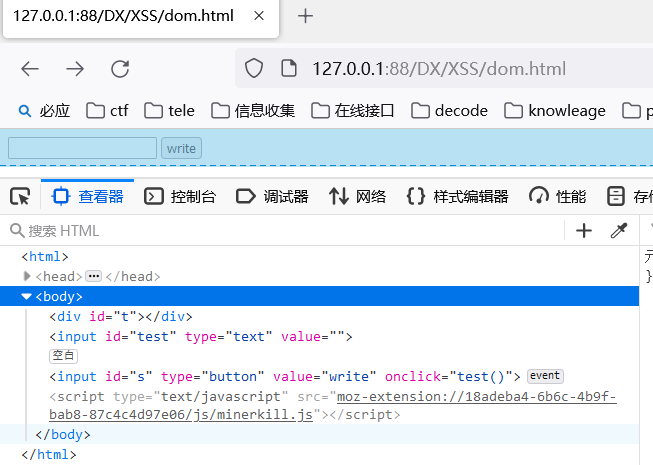 127.0.0.1:88/DX/XSS/dom.html ×
127.0.0.1:88/DX/XSS/dom.html
必应 ctf tele 信息收集 在线接口 decode knowleage p
write
查看器 控制台 调试器 网络 样式编辑器 性能 存储
搜索 HTML
<html>
<head> ••• </head>
<body>
<div id="t"></div>
<input id="test" type="text" value="">
空白
<input id="s" type="button" value="write" onclick="test()"> event
<script type="text/javascript" src="moz-extension://18adeba4-6b6c-4b9f-
bab8-87c4c4d97e06/js/minerkill.js"></script>
</body>
</html>
}